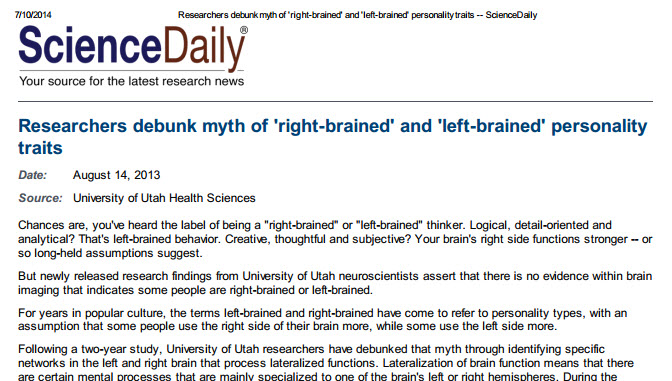 7/10/2014 Researchers debunk myth of 'right-brained' and 'left-brained' personality traits -- ScienceDaily
ScienceDaily®
Your source for the latest research news
Researchers debunk myth of 'right-brained' and 'left-brained' personality
traits
Date: August 14, 2013
Source: University of Utah Health Sciences
Chances are, you've heard the label of being a "right-brained" or "left-brained" thinker. Logical, detail-oriented and
analytical? That's left-brained behavior. Creative, thoughtful and subjective? Your brain's right side functions stronger -- or
so long-held assumptions suggest.
But newly released research findings from University of Utah neuroscientists assert that there is no evidence within brain
imaging that indicates some people are right-brained or left-brained.
For years in popular culture, the terms left-brained and right-brained have come to refer to personality types, with an
assumption that some people use the right side of their brain more, while some use the left side more.
Following a two-year study, University of Utah researchers have debunked that myth through identifying specific
networks in the left and right brain that process lateralized functions. Lateralization of brain function means that there
are certain mental processes that are mainly specialized to one of the brain's left or right hemispheres. During the